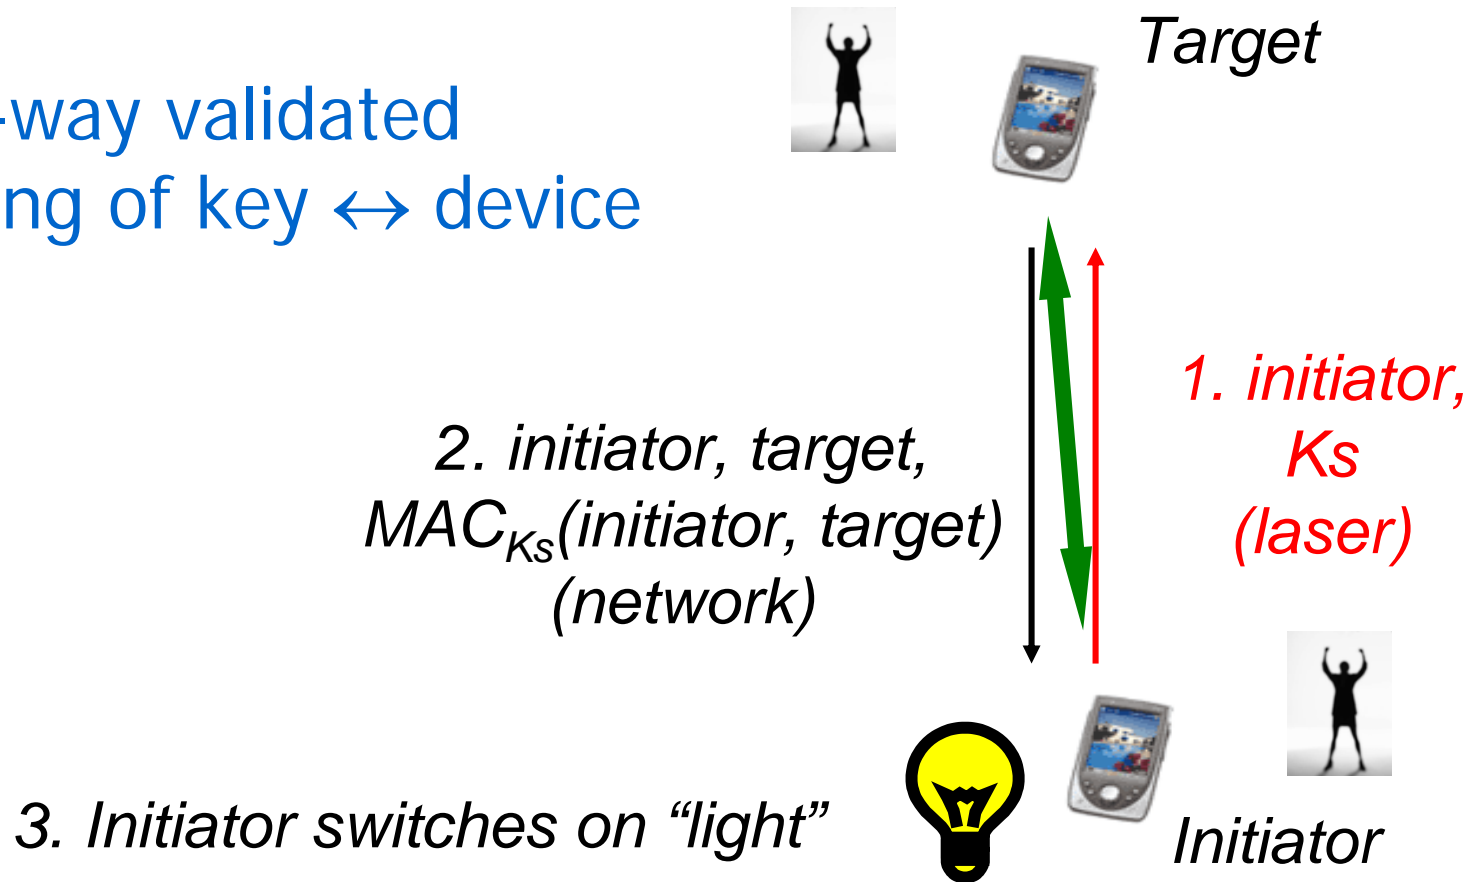 -way validated
ng of key ↔ device
Target
1. initiator,
Ks
(laser)
2. initiator, target,
MAC_Ks(initiator, target)
(network)
3. Initiator switches on “light”
Initiator